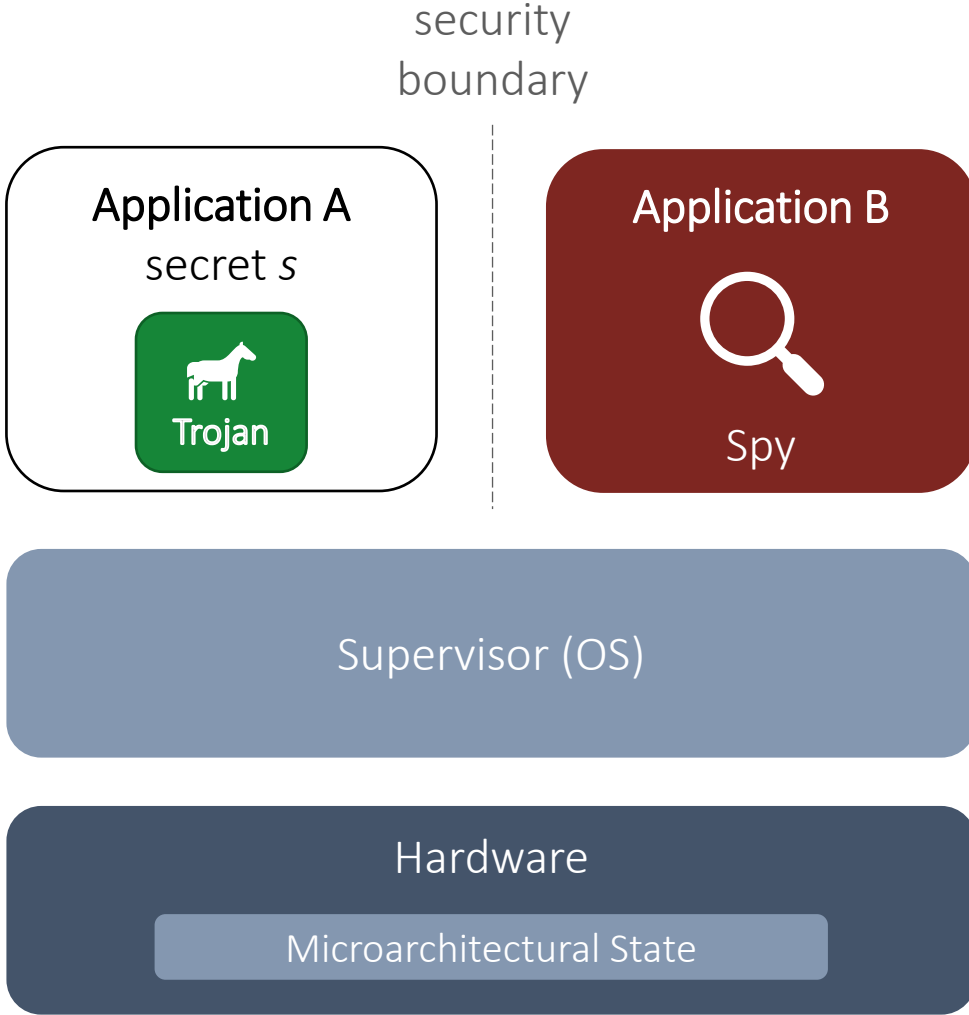 security
boundary
Application A
secret s
Trojan
Application B
Spy
Supervisor (OS)
Hardware
Microarchitectural State